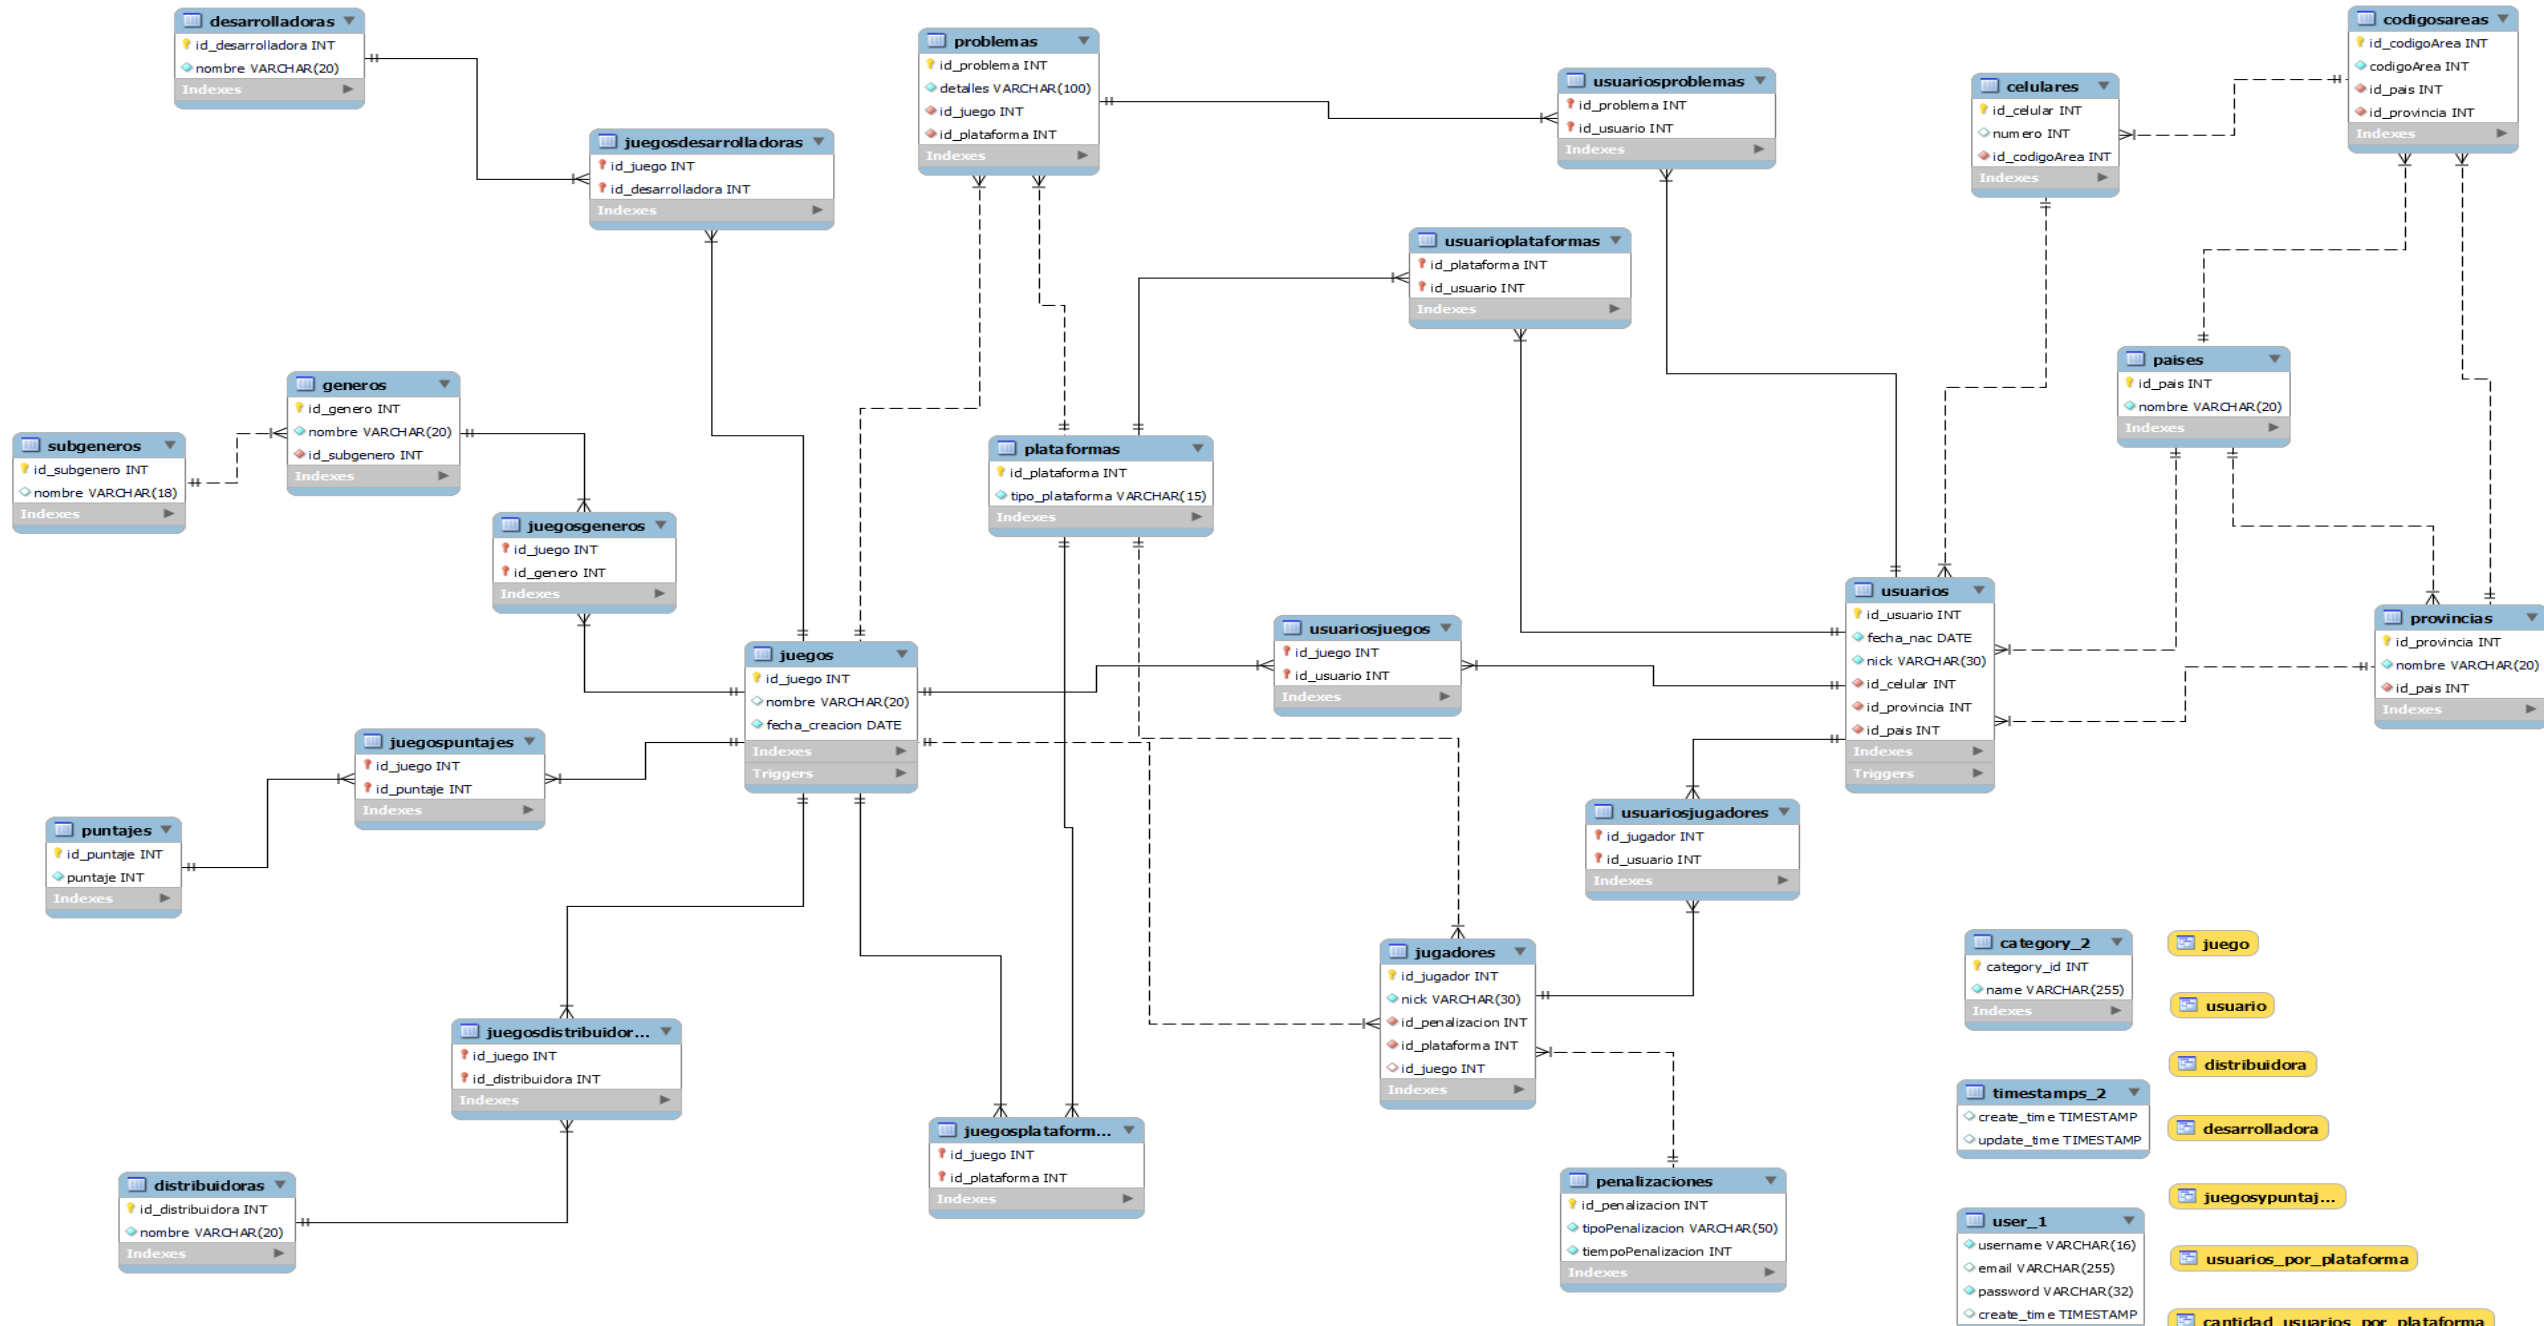 desarrolladoras
id_desarrolladora INT
nombre VARCHAR(20)
Indexes
problemas
id_problema INT
detalles VARCHAR(100)
id_juego INT
id_plataforma INT
Indexes
usuariosproblemas
id_problema INT
id_usuario INT
Indexes
celulares
id_celular INT
numero INT
id_codigoArea INT
Indexes
codigosareas
id_codigoArea INT
codigoArea INT
id_pais INT
id_provincia INT
Indexes
juegosdesarrolladoras
id_juego INT
id_desarrolladora INT
Indexes
usuarioplataformas
id_plataforma INT
id_usuario INT
Indexes
paises
id_pais INT
nombre VARCHAR(20)
Indexes
generos
id_genero INT
nombre VARCHAR(20)
id_subgenero INT
Indexes
subgeneros
id_subgenero INT
nombre VARCHAR(18)
Indexes
plataformas
id_plataforma INT
tipo_plataforma VARCHAR(15)
Indexes
juegosgeneros
id_juego INT
id_genero INT
Indexes
usuarios
id_usuario INT
fecha_nac DATE
nick VARCHAR(30)
id_celular INT
id_provincia INT
id_pais INT
Indexes
Triggers
provincias
id_provincia INT
nombre VARCHAR(20)
id_pais INT
Indexes
usuariosjuegos
id_juego INT
id_usuario INT
Indexes
juegos
id_juego INT
nombre VARCHAR(20)
fecha_creacion DATE
Indexes
Triggers
juegospuntajes
id_juego INT
id_puntaje INT
Indexes
puntajes
id_puntaje INT
puntaje INT
Indexes
usuariosjugadores
id_jugador INT
id_usuario INT
Indexes
jugadores
id_jugador INT
nick VARCHAR(30)
id_penalizacion INT
id_plataforma INT
id_juego INT
Indexes
juegosdistribuidor...
id_juego INT
id_distribuidora INT
Indexes
juegosplataform...
id_juego INT
id_plataforma INT
Indexes
distribuidoras
id_distribuidora INT
nombre VARCHAR(20)
Indexes
penalizaciones
id_penalizacion INT
tipoPenalizacion VARCHAR(50)
tiempoPenalizacion INT
Indexes
category_2
category_id INT
name VARCHAR(255)
Indexes
timestamps_2
create_time TIMESTAMP
update_time TIMESTAMP
user_1
username VARCHAR(16)
email VARCHAR(255)
password VARCHAR(32)
create_time TIMESTAMP
juego
usuario
distribuidora
desarrolladora
juegosypuntaj...
usuarios_por_plataforma
cantidad_usuarios_por_plataforma